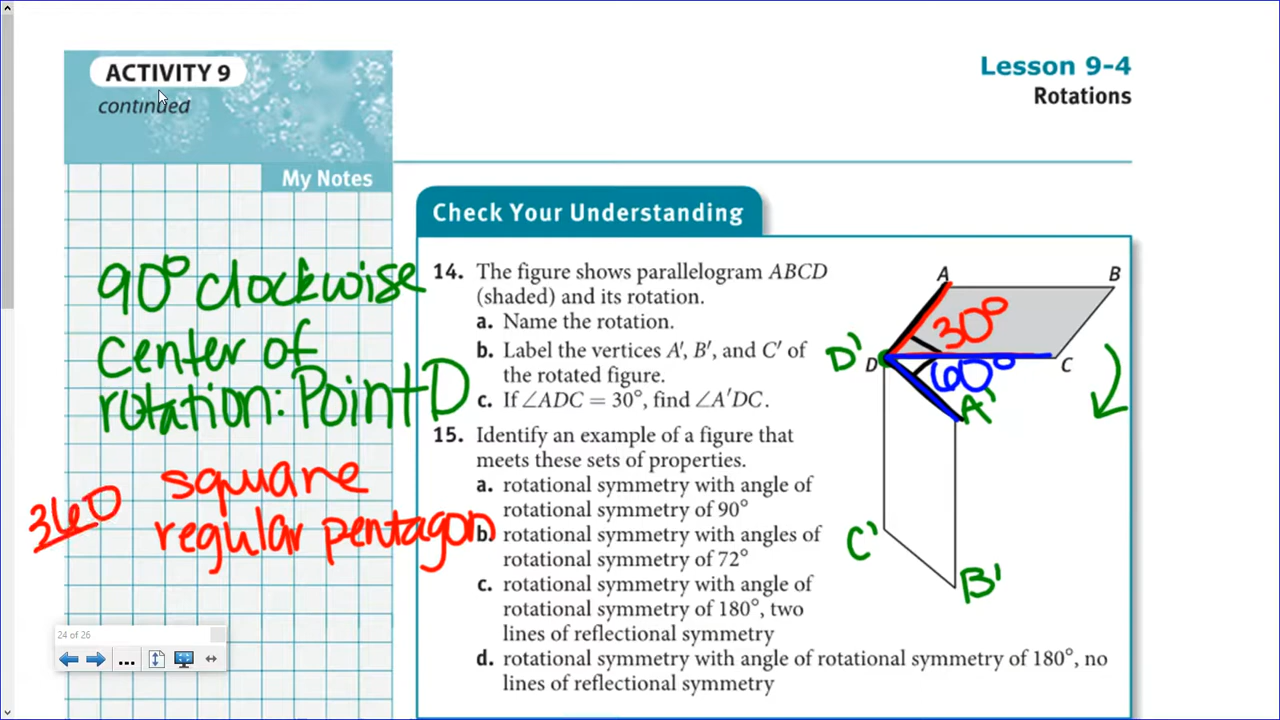 ACTIVITY 9
continued
Lesson 9-4
Rotations
My Notes
90° clockwise
center of
rotation: Point D
square
360
regular pentagon
Check Your Understanding
14. The figure shows parallelogram ABCD
(shaded) and its rotation.
a. Name the rotation.
b. Label the vertices A′, B′, and C′ of
the rotated figure.
c. If ∠ADC = 30°, find ∠A′DC.
15. Identify an example of a figure that
meets these sets of properties.
a. rotational symmetry with angle of
rotational symmetry of 90°
b. rotational symmetry with angles of
rotational symmetry of 72°
c. rotational symmetry with angle of
rotational symmetry of 180°, two
lines of reflectional symmetry
d. rotational symmetry with angle of rotational symmetry of 180°, no
lines of reflectional symmetry
A
B
30°
D'
D
C
60°
A'
C'
B'
24 of 26